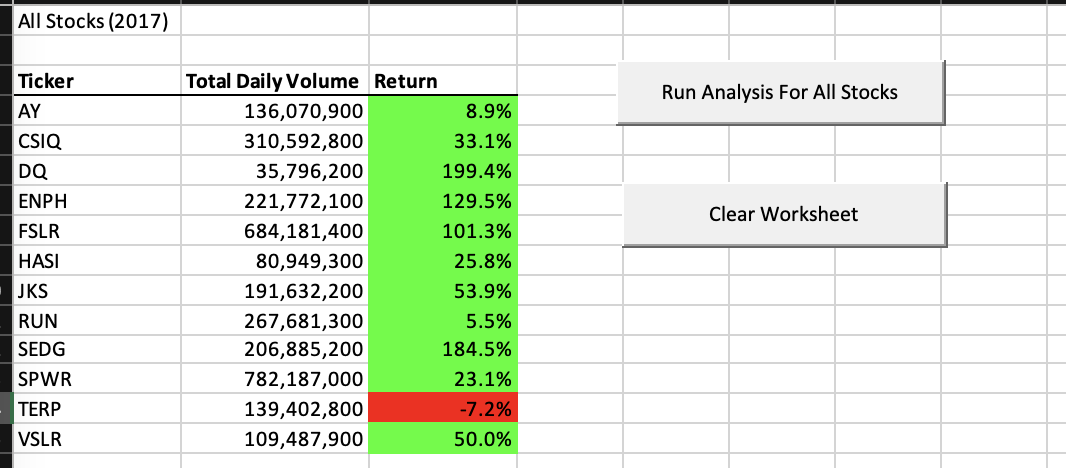 All Stocks (2017)
Ticker Total Daily Volume Return
Run Analysis For All Stocks
AY 136,070,900 8.9%
CSIQ 310,592,800 33.1%
DQ 35,796,200 199.4%
ENPH 221,772,100 129.5%
Clear Worksheet
FSLR 684,181,400 101.3%
HASI 80,949,300 25.8%
JKS 191,632,200 53.9%
RUN 267,681,300 5.5%
SEDG 206,885,200 184.5%
SPWR 782,187,000 23.1%
TERP 139,402,800 -7.2%
VSLR 109,487,900 50.0%